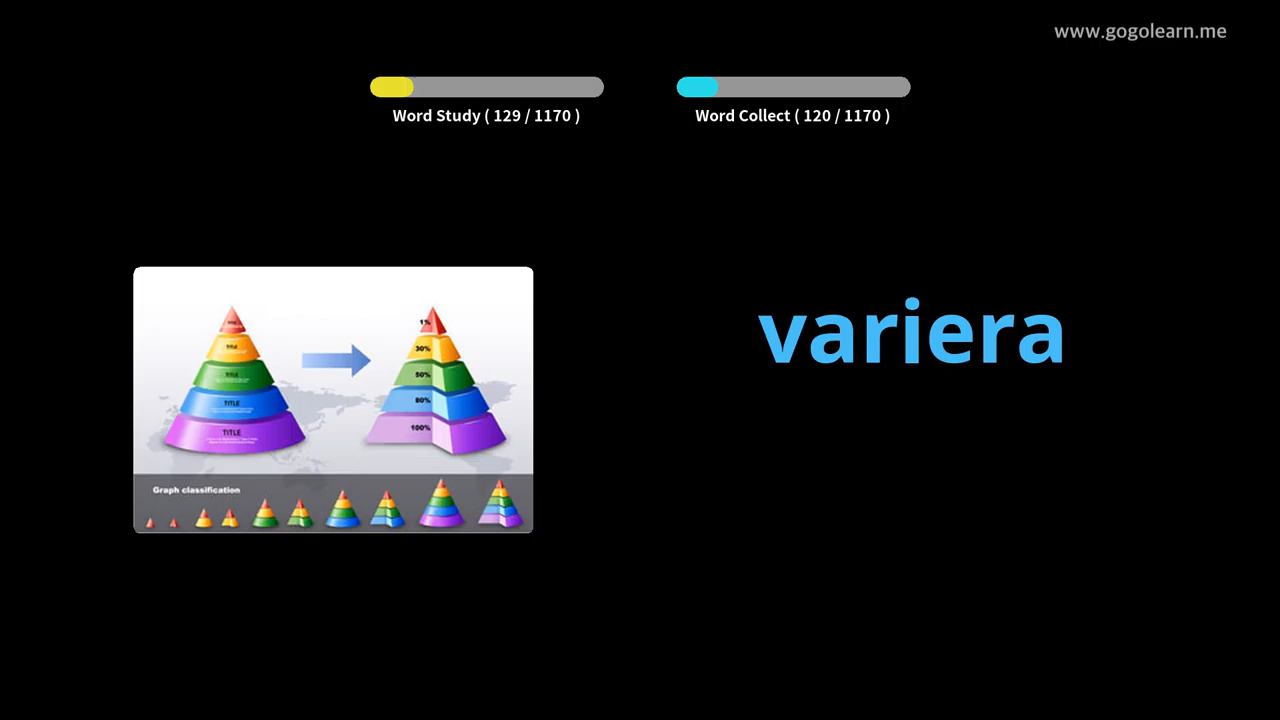 www.gogolearn.me
Word Study ( 129 / 1170 )
Word Collect ( 120 / 1170 )
variera
TITLE
TITLE
TITLE
TITLE
1%
30%
50%
80%
100%
Graph classification